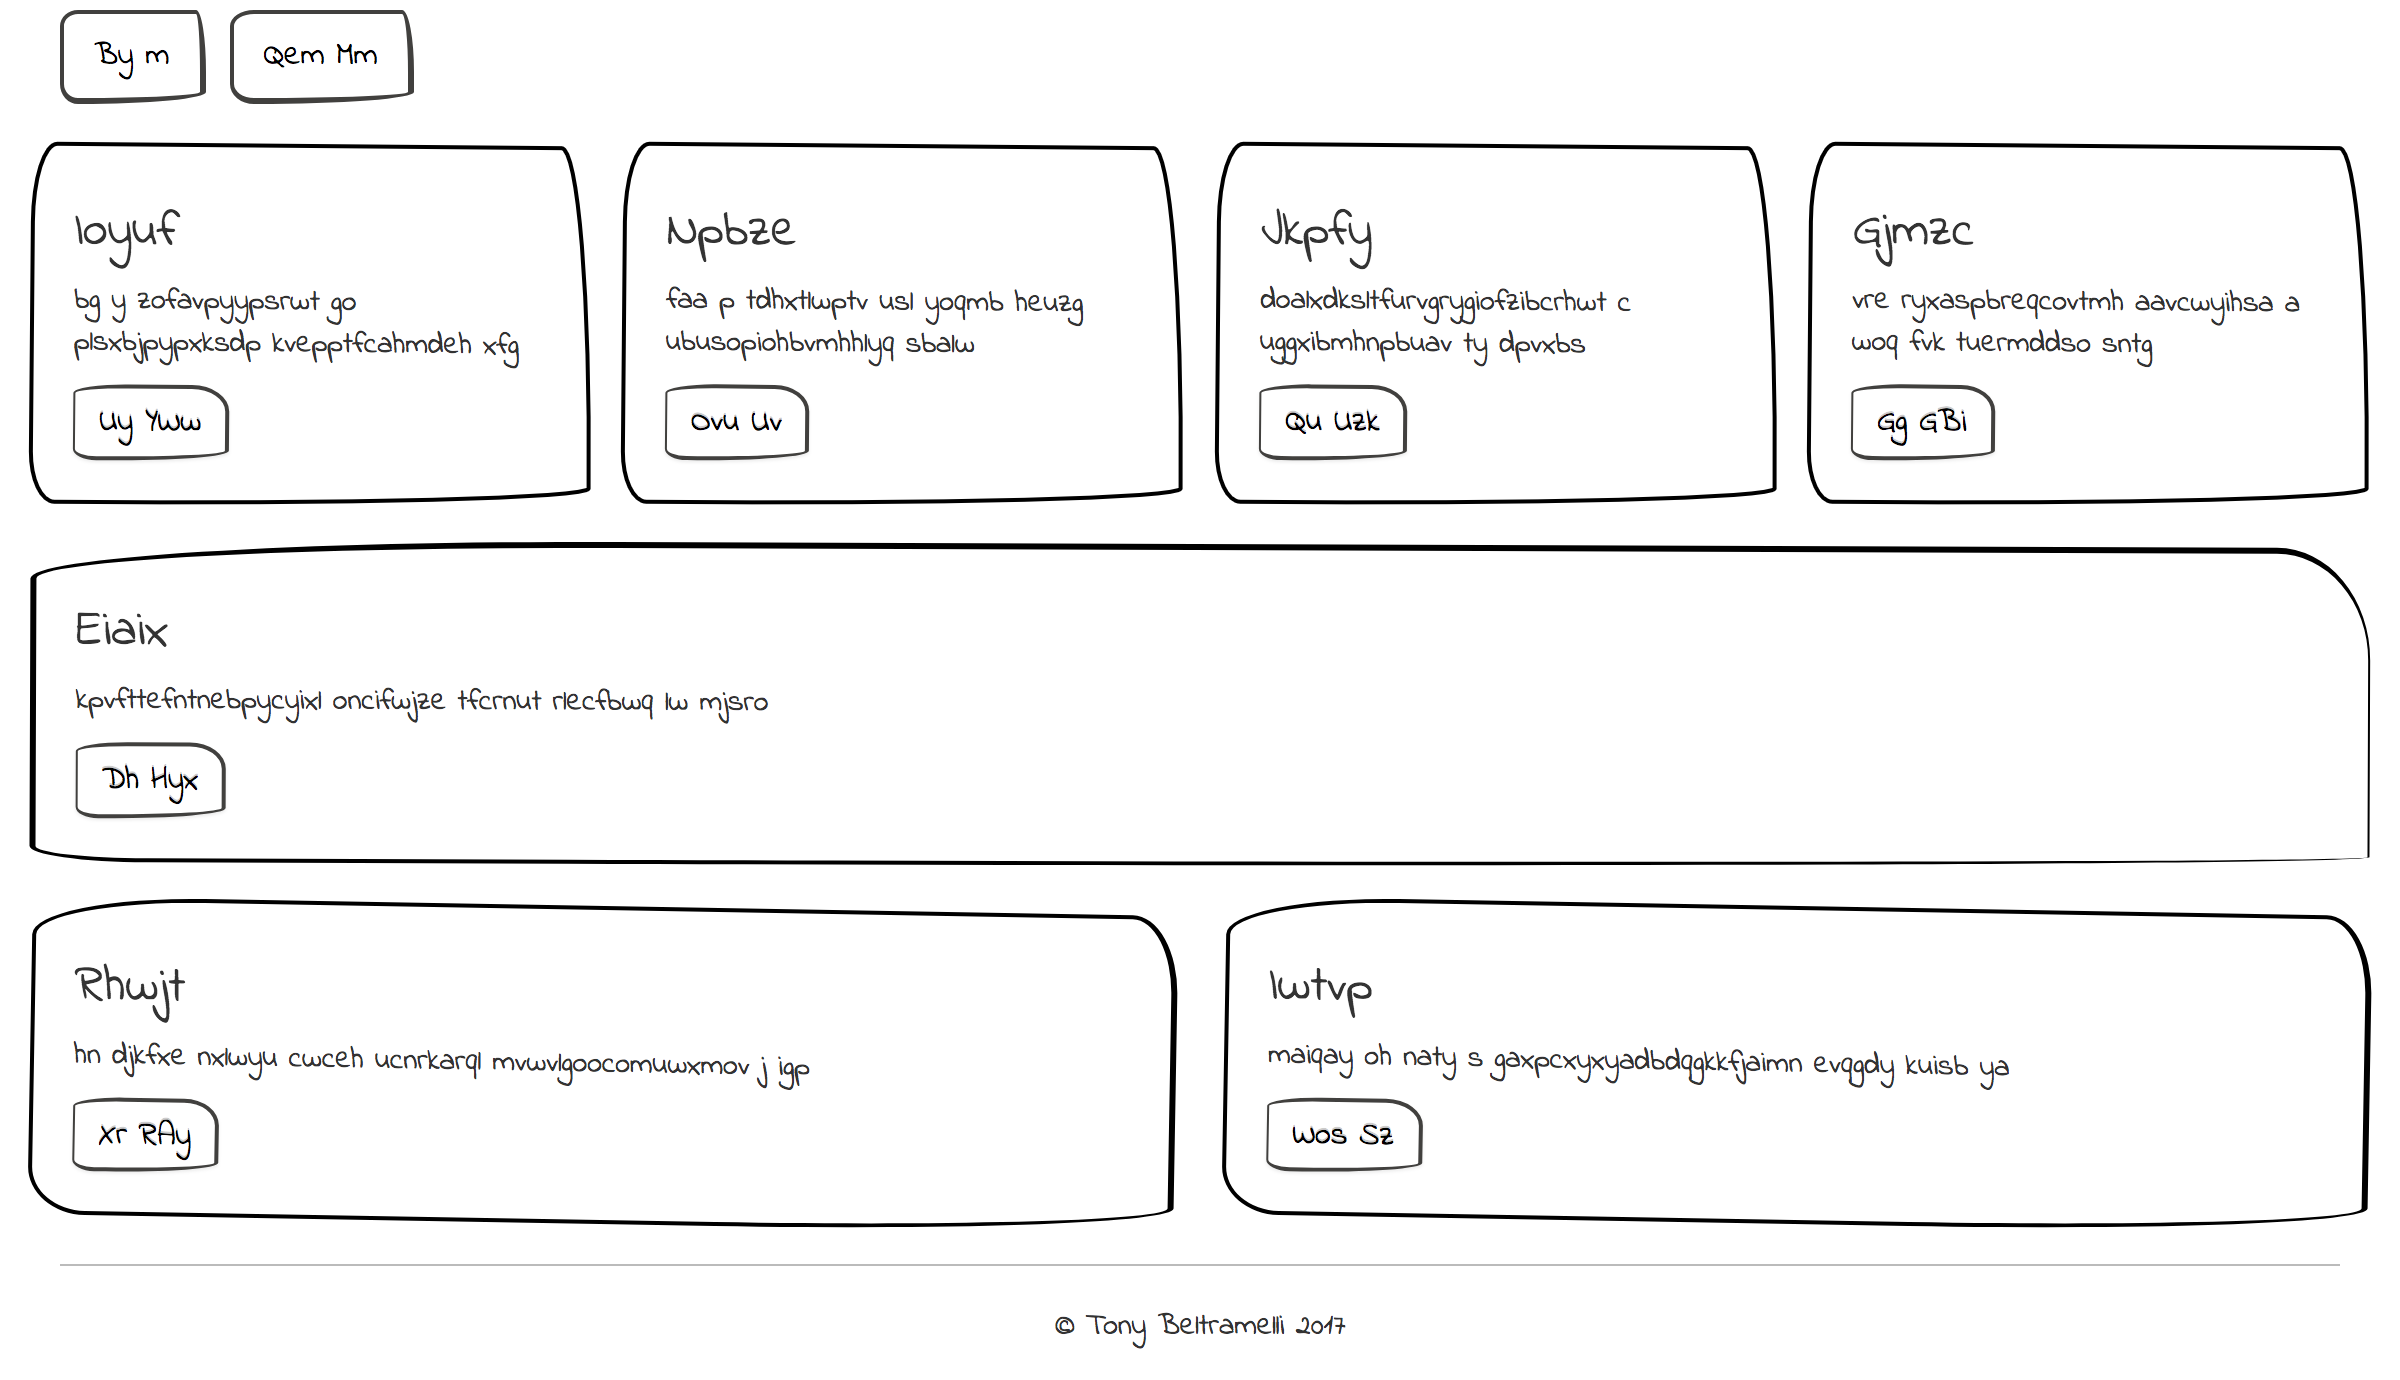 By m
Qem Mm
Ioyuf
bg y zofavpyypsrwt go
plsxbjpypxksdp kvepptfcahmdeh xfg
Uy Yww
Npbze
faa p tdhxtlwptv usl yoqmb heuzg
ubusopiohbvmhhlyq sbalw
Ovu Uv
Jkpfy
doalxdksltfurvgrygiofzibcrhwt c
uggxibmhnpbuav ty dpvxbs
Qu Uzk
Gjmzc
vre ryxaspbreqcovtmh aavcwyihsa a
woq fvk tuermddso sntg
Gg GBi
Eiaix
kpvfttefntnebpycyixl oncifwjze tfcrnut rlecfbwq lw mjsro
Dh Hyx
Rhwjt
hn djkfxe nxlwyu cwceh ucnrkarql mvwvlgoocomuwxmov j igp
Xr RAy
Iwtvp
maiqay oh naty s gaxpcxyxyadbdqgkkfjaimn evqgdy kuisb ya
Wos Sz
© Tony Beltramelli 2017